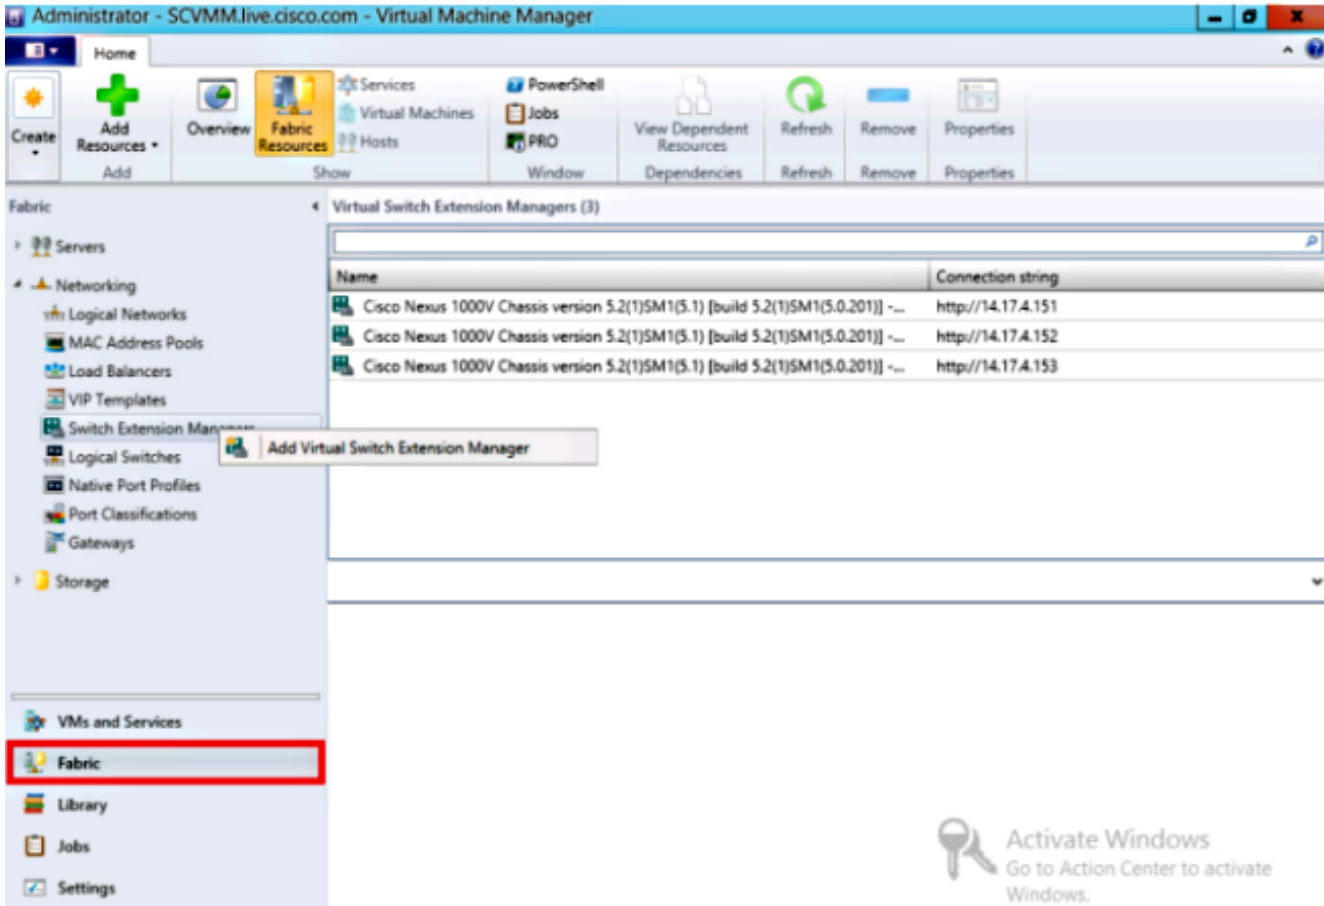 Administrator - SCVMM.live.cisco.com - Virtual Machine Manager
Home
Create
Add Resources
Add
Overview
Fabric Resources
Services
Virtual Machines
Hosts
Show
PowerShell
Jobs
PRO
Window
View Dependent Resources
Dependencies
Refresh
Refresh
Remove
Remove
Properties
Properties
Fabric
Servers
Networking
Logical Networks
MAC Address Pools
Load Balancers
VIP Templates
Switch Extension Managers
Logical Switches
Native Port Profiles
Port Classifications
Gateways
Storage
Add Virtual Switch Extension Manager
VMs and Services
Fabric
Library
Jobs
Settings
Virtual Switch Extension Managers (3)
Name Connection string
Cisco Nexus 1000V Chassis version 5.2(1)SM1(5.1) [build 5.2(1)SM1(5.0.201)] -... http://14.17.4.151
Cisco Nexus 1000V Chassis version 5.2(1)SM1(5.1) [build 5.2(1)SM1(5.0.201)] -... http://14.17.4.152
Cisco Nexus 1000V Chassis version 5.2(1)SM1(5.1) [build 5.2(1)SM1(5.0.201)] -... http://14.17.4.153
Activate Windows
Go to Action Center to activate
Windows.